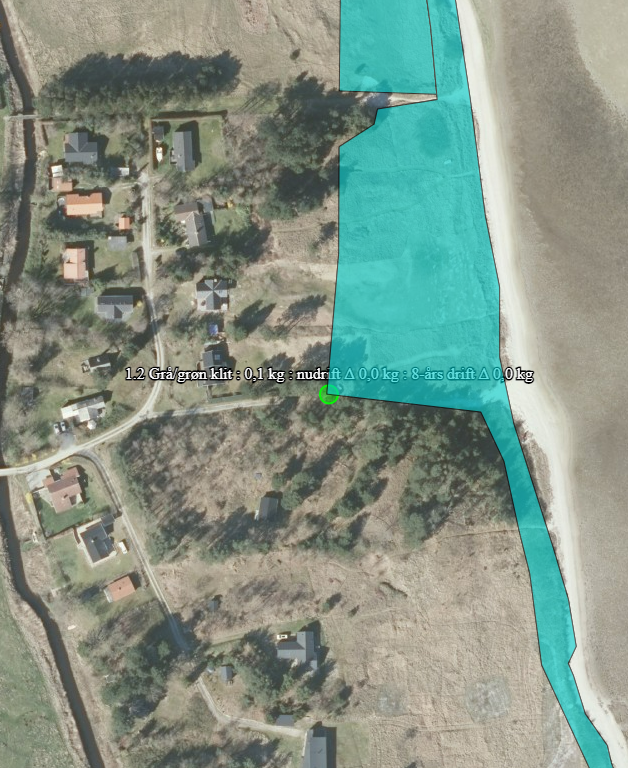 1.2 Grå/grøn klit : 0,1 kg : nudrift Δ 0,0 kg : 8-års drift Δ 0,0 kg